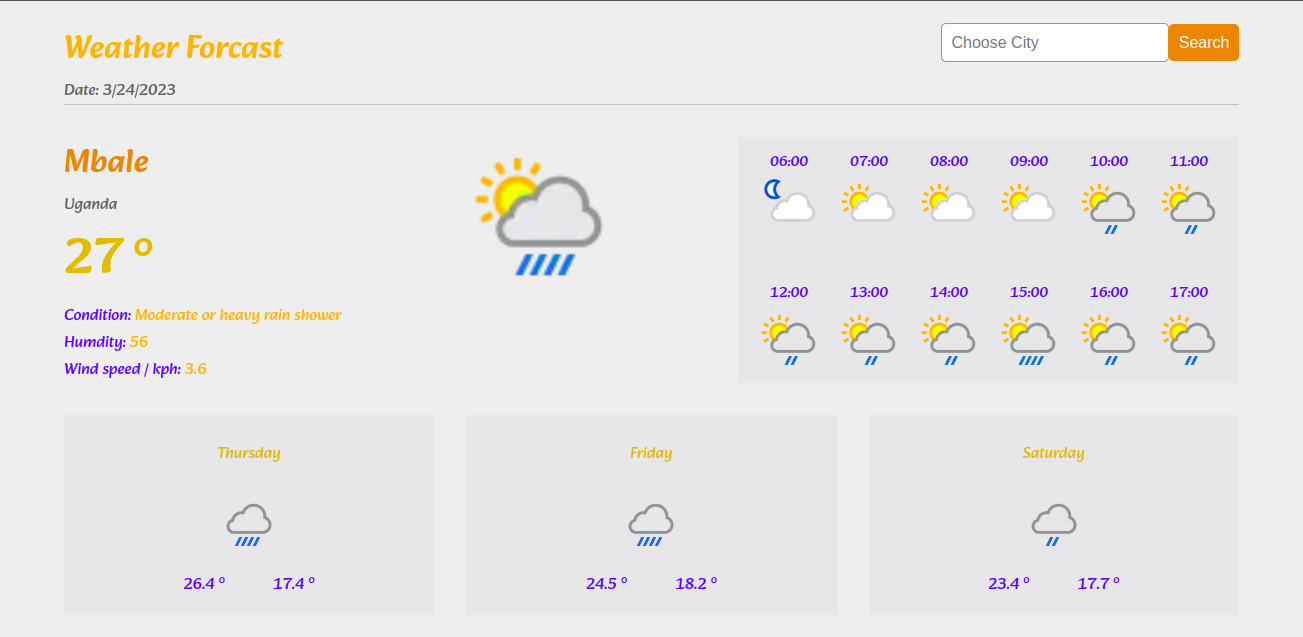 Weather Forcast
Choose City
Search
Date: 3/24/2023
Mbale
Uganda
27 º
Condition: Moderate or heavy rain shower
Humdity: 56
Wind speed / kph: 3.6
06:00 07:00 08:00 09:00 10:00 11:00
12:00 13:00 14:00 15:00 16:00 17:00
Thursday
26.4 º 17.4 º
Friday
24.5 º 18.2 º
Saturday
23.4 º 17.7 º